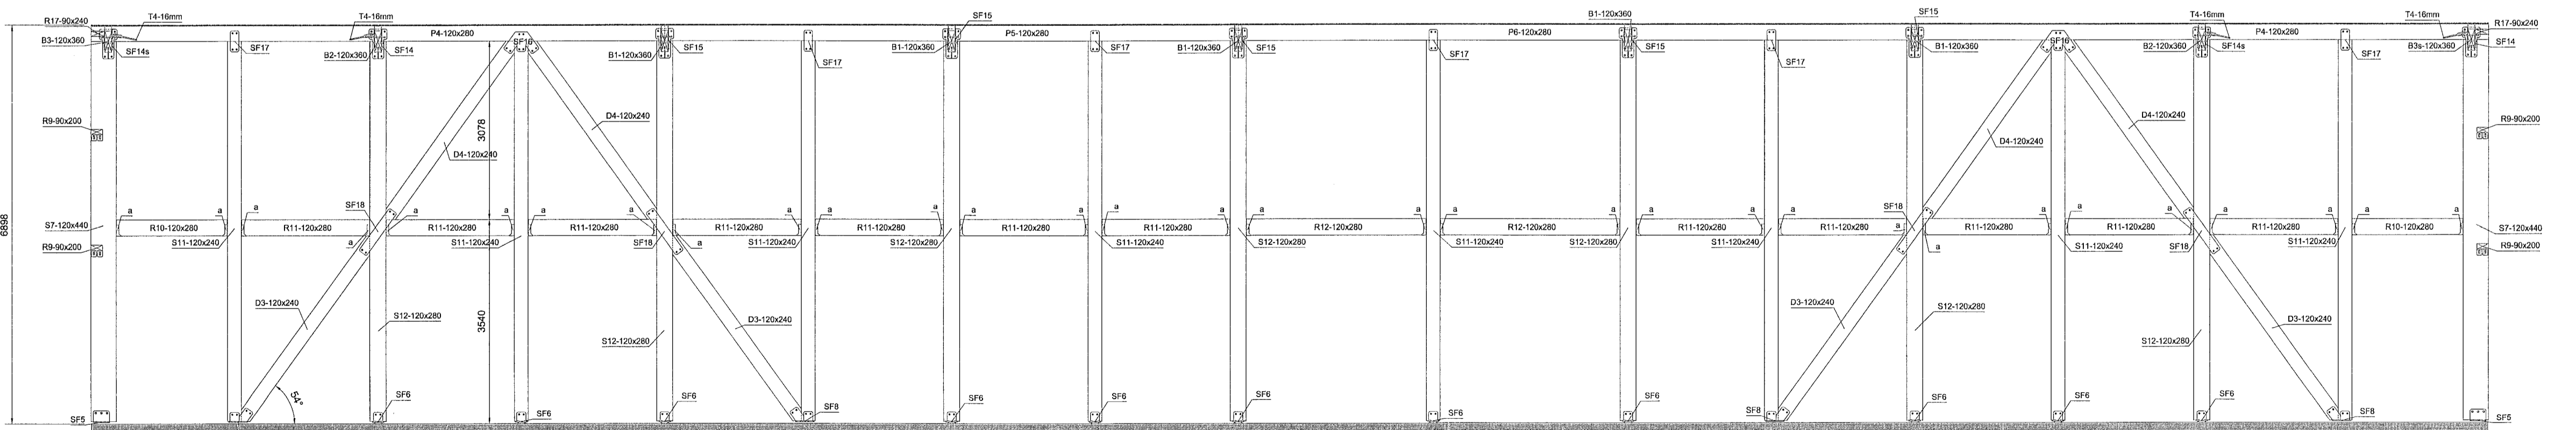 R17-90x240
T4-16mm
T4-16mm
B3-120x360
SF14s
SF17
B2-120x360
SF14
P4-120x280
SF16
B1-120x360
SF15
SF17
B1-120x360
SF15
P5-120x280
SF17
B1-120x360
SF15
SF17
P6-120x280
B1-120x360
SF15
SF17
SF15
B1-120x360
SF16
B2-120x360
T4-16mm
SF14s
P4-120x280
SF17
T4-16mm
R17-90x240
B3s-120x360
SF14
R9-90x200
D4-120x240
3078
D4-120x240
D4-120x240
D4-120x240
R9-90x200
6898
S7-120x440
a
R10-120x280
a
S11-120x240
a
R11-120x280
SF18
a
a
R11-120x280
a
S11-120x240
a
R11-120x280
a
SF18
a
R11-120x280
a
S11-120x240
a
R11-120x280
a
S12-120x280
a
R11-120x280
a
S11-120x240
a
R11-120x280
a
S12-120x280
a
R12-120x280
a
S11-120x240
a
R12-120x280
a
S12-120x280
a
R11-120x280
a
S11-120x240
a
R11-120x280
SF18
a
a
R11-120x280
a
S11-120x240
a
R11-120x280
a
SF18
a
R11-120x280
a
S11-120x240
a
R10-120x280
a
S7-120x440
R9-90x200
R9-90x200
D3-120x240
S12-120x280
3540
S12-120x280
D3-120x240
D3-120x240
S12-120x280
S12-120x280
D3-120x240
54°
SF5
SF6
SF6
SF6
SF8
SF6
SF6
SF6
SF6
SF6
SF8
SF6
SF6
SF6
SF8
SF5